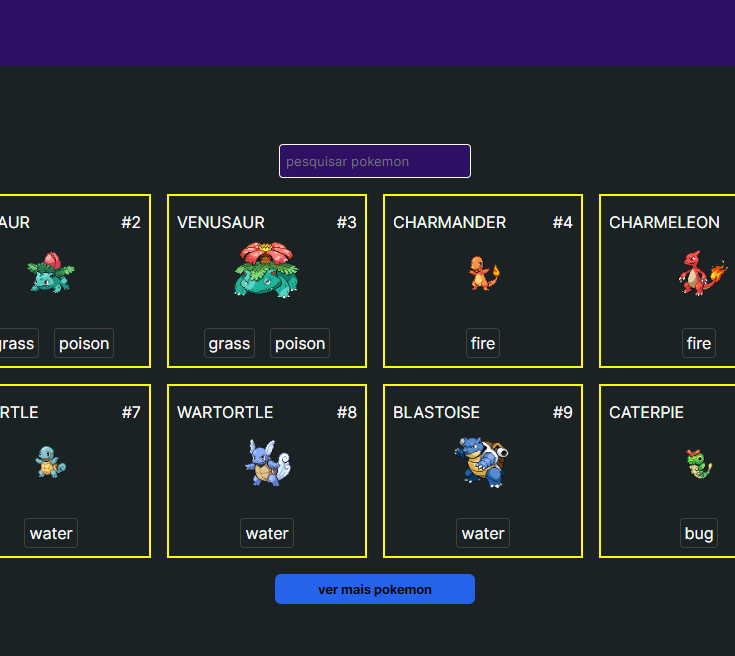 pesquisar pokemon
AUR #2
VENUSAUR #3
CHARMANDER #4
CHARMELEON
grass poison
grass poison
fire
fire
RTLE #7
WARTORTLE #8
BLASTOISE #9
CATERPIE
water
water
water
bug
ver mais pokemon